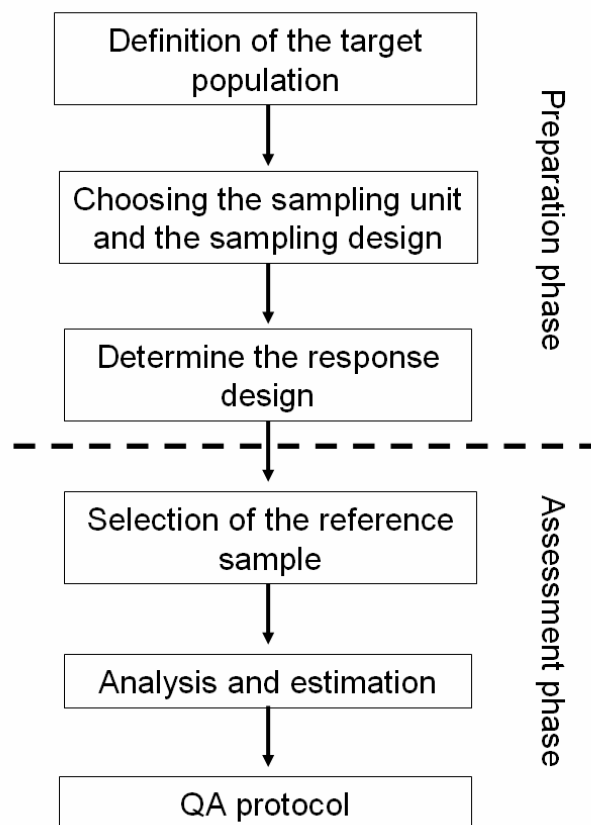 Definition of the target
population
Choosing the sampling unit
and the sampling design
Determine the response
design
Preparation phase
Selection of the reference
sample
Analysis and estimation
QA protocol
Assessment phase